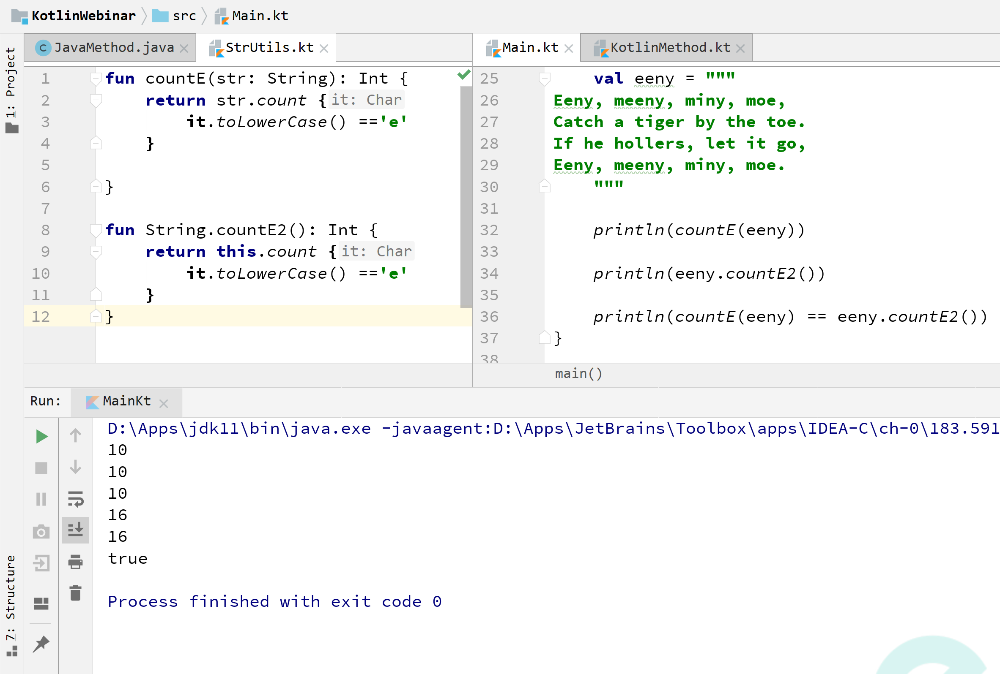 KotlinWebinar src Main.kt
1: Project
7: Structure
JavaMethod.java StrUtils.kt
1 fun countE(str: String): Int {
2 return str.count { it: Char
3 it.toLowerCase() =='e'
4 }
5
6 }
7
8 fun String.countE2(): Int {
9 return this.count { it: Char
10 it.toLowerCase() =='e'
11 }
12 }
Main.kt KotlinMethod.kt
25 val eeny = """
26 Eeny, meeny, miny, moe,
27 Catch a tiger by the toe.
28 If he hollers, let it go,
29 Eeny, meeny, miny, moe.
30 """
31
32 println(countE(eeny))
33
34 println(eeny.countE2())
35
36 println(countE(eeny) == eeny.countE2())
37 }
38
main()
Run: MainKt
D:\Apps\jdk11\bin\java.exe -javaagent:D:\Apps\JetBrains\Toolbox\apps\IDEA-C\ch-0\183.591
10
10
10
16
16
true
Process finished with exit code 0